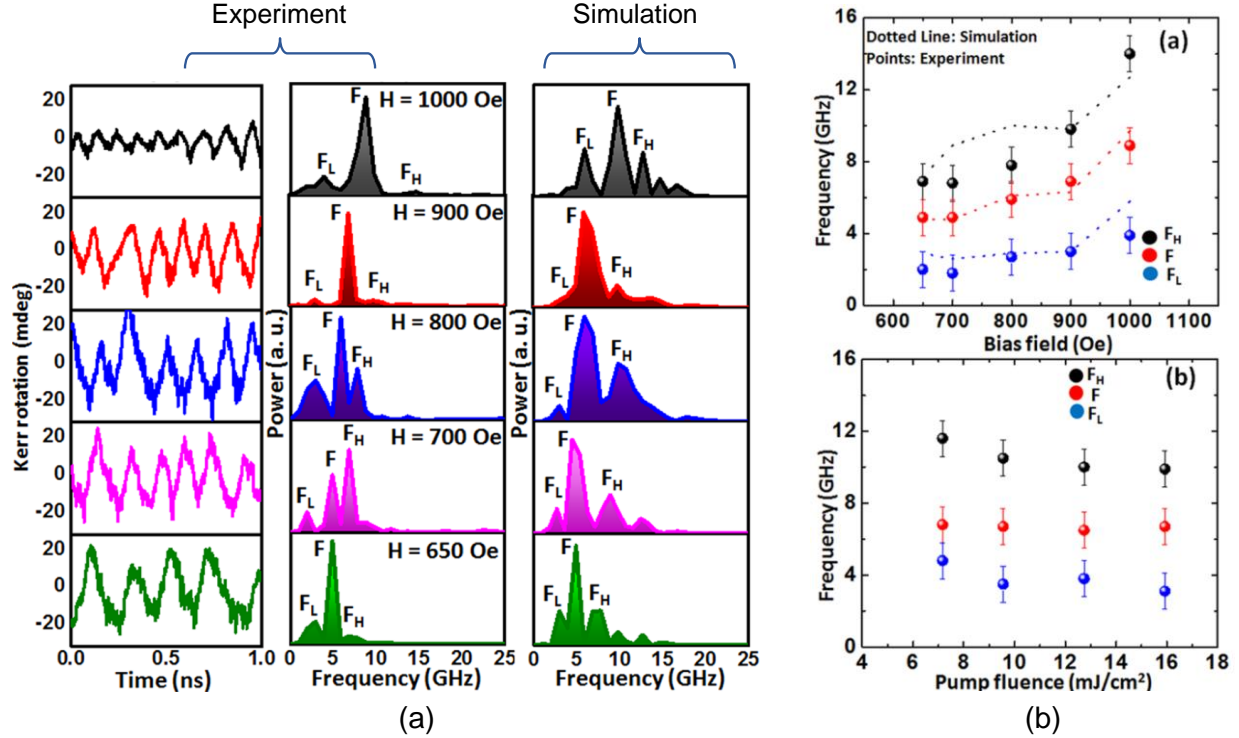 Experiment
Simulation
Kerr rotation (mdeg)
20
0
-20
20
0
-20
20
0
-20
20
0
-20
20
0
-20
0.0 0.5 1.0
Time (ns)
Power (a. u.)
H = 1000 Oe
F
F_L
F_H
H = 900 Oe
F
F_L
F_H
H = 800 Oe
F
F_L
F_H
H = 700 Oe
F
F_L
F_H
H = 650 Oe
F
F_L
F_H
0 5 10 15 20 25
Frequency (GHz)
Power (a. u.)
F
F_L
F_H
F
F_L
F_H
F
F_L
F_H
F
F_L
F_H
F
F_L
F_H
0 5 10 15 20 25
Frequency (GHz)
(a)
(a)
Dotted Line: Simulation
Points: Experiment
Frequency (GHz)
16
12
8
4
0
F_H
F
F_L
600 700 800 900 1000 1100
Bias field (Oe)
(b)
F_H
F
F_L
Frequency (GHz)
16
12
8
4
0
4 6 8 10 12 14 16 18
Pump fluence (mJ/cm²)
(b)